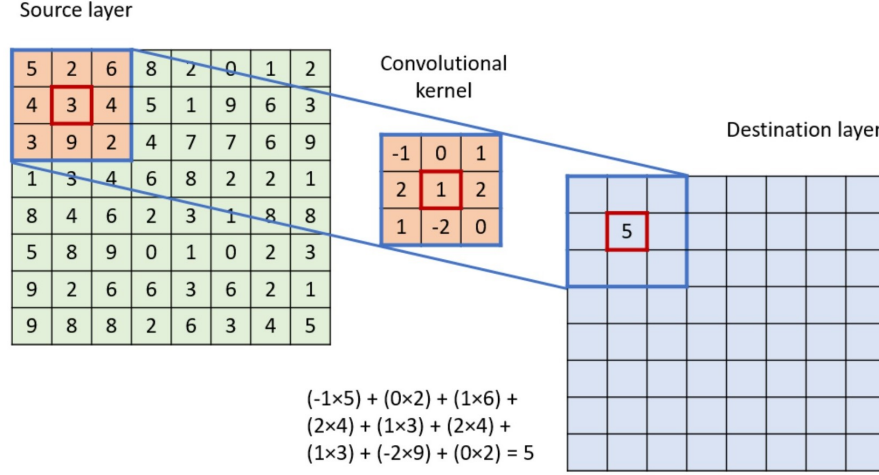 Source layer
5 2 6 8 2 0 1 2
4 3 4 5 1 9 6 3
3 9 2 4 7 7 6 9
1 3 4 6 8 2 2 1
8 4 6 2 3 1 8 8
5 8 9 0 1 0 2 3
9 2 6 6 3 6 2 1
9 8 8 2 6 3 4 5
Convolutional
kernel
-1 0 1
2 1 2
1 -2 0
Destination layer
5
(-1×5) + (0×2) + (1×6) +
(2×4) + (1×3) + (2×4) +
(1×3) + (-2×9) + (0×2) = 5